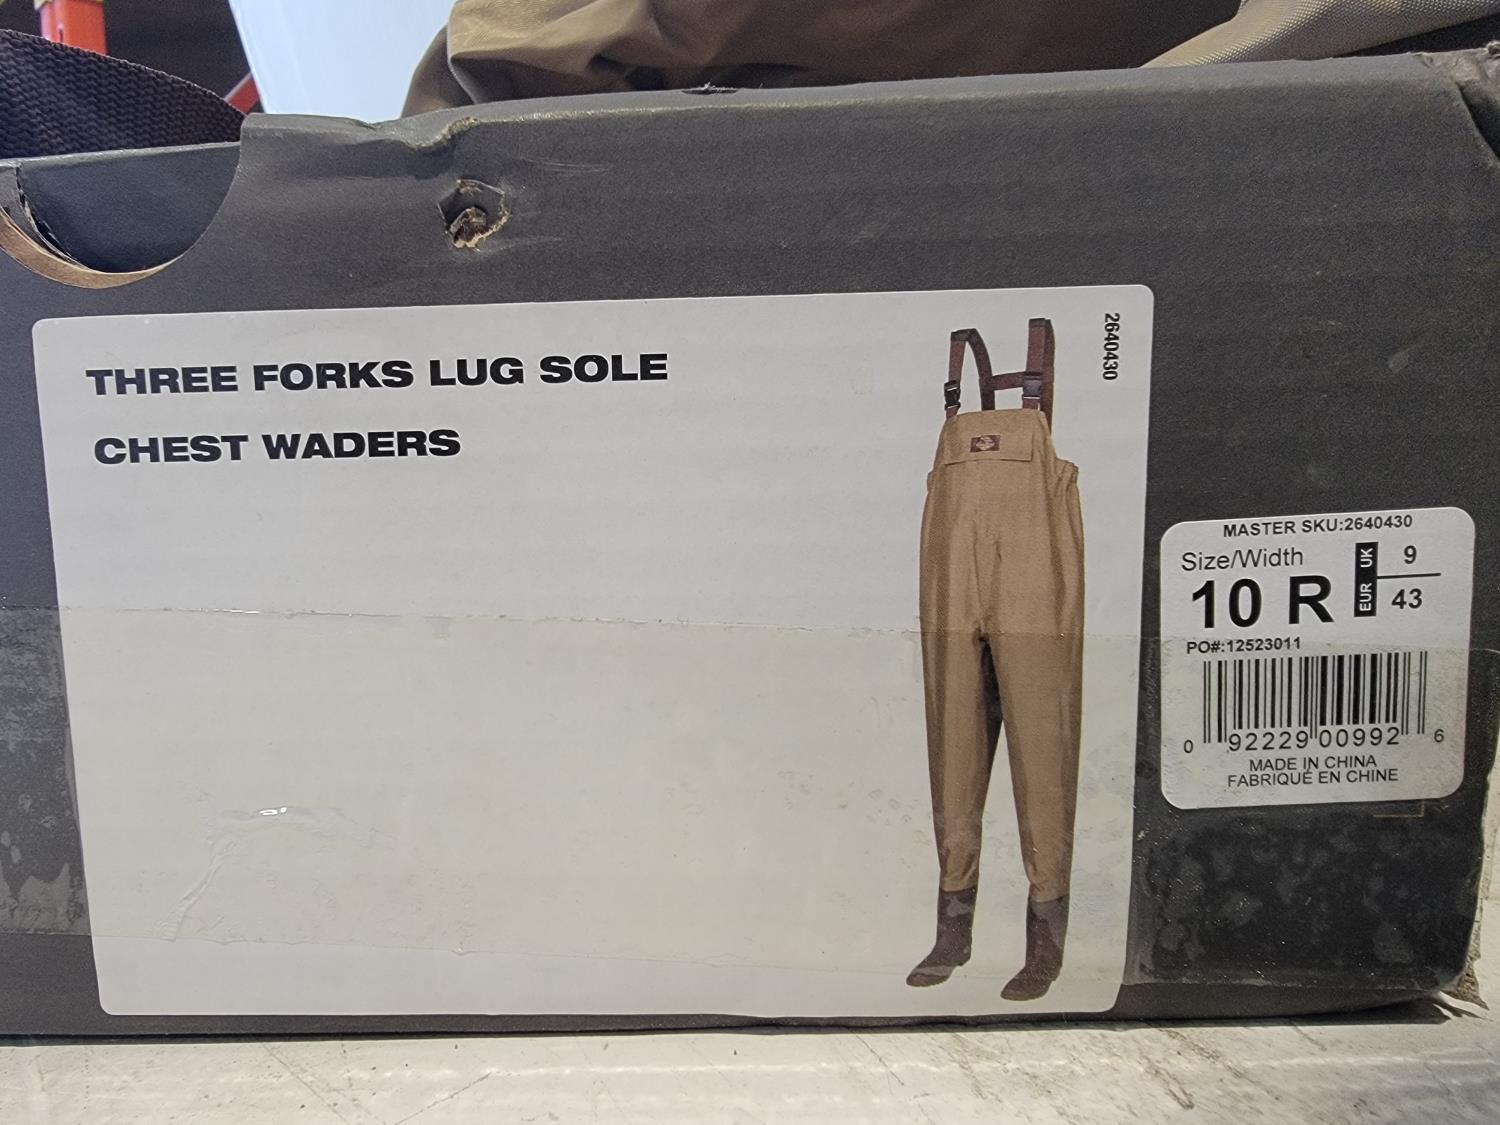 THREE FORKS LUG SOLE
CHEST WADERS
2640430
MASTER SKU:2640430
Size/Width
10 R
UK 9
EUR 43
PO#:12523011
0 92229 00992 6
MADE IN CHINA
FABRIQUÉ EN CHINE